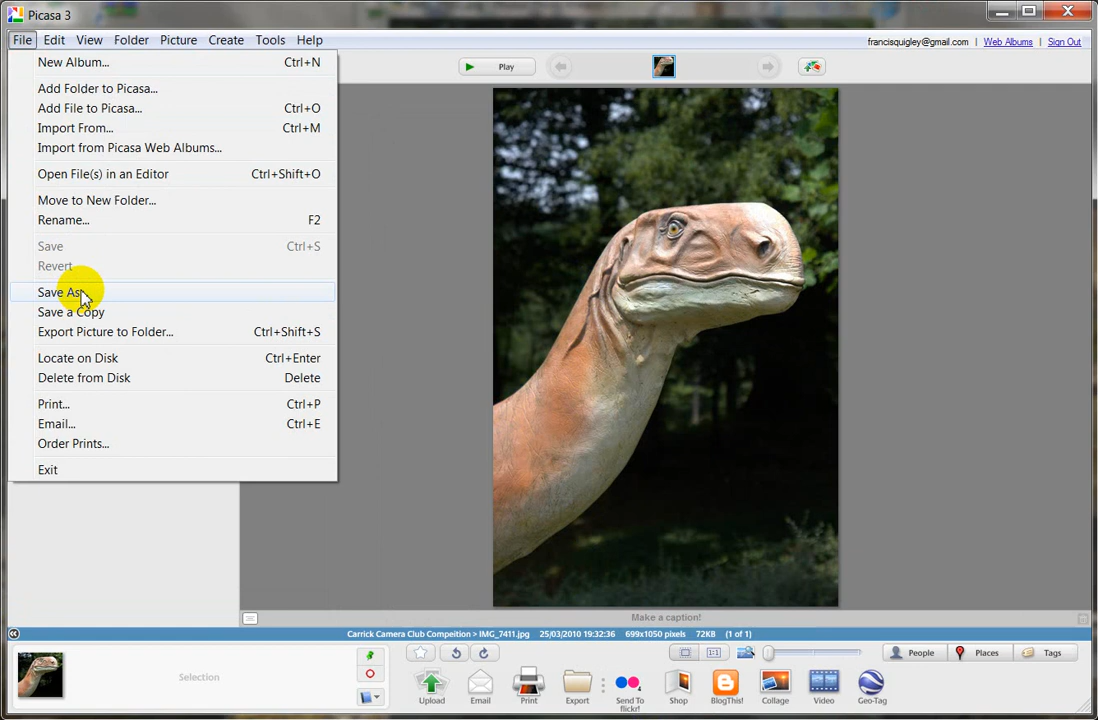 Picasa 3
File Edit View Folder Picture Create Tools Help
francisquigley@gmail.com | Web Albums | Sign Out
New Album... Ctrl+N
Play
Add Folder to Picasa...
Add File to Picasa... Ctrl+O
Import From... Ctrl+M
Import from Picasa Web Albums...
Open File(s) in an Editor Ctrl+Shift+O
Move to New Folder...
Rename... F2
Save Ctrl+S
Revert
Save As
Save a Copy
Export Picture to Folder... Ctrl+Shift+S
Locate on Disk Ctrl+Enter
Delete from Disk Delete
Print... Ctrl+P
Email... Ctrl+E
Order Prints...
Exit
Make a caption!
Carrick Camera Club Compeition > IMG_7411.jpg 25/03/2010 19:32:36 699x1050 pixels 72KB (1 of 1)
1:1 People Places Tags
Selection
Upload Email Print Export Send To flickr! Shop BlogThis! Collage Video Geo-Tag